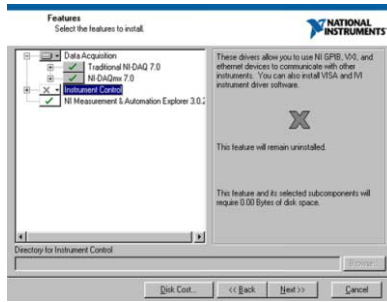 Features
Select the features to install.
NATIONAL
INSTRUMENTS
Data Acquisition
Traditional NI-DAQ 7.0
NI-DAQmx 7.0
Instrument Control
NI Measurement & Automation Explorer 3.0.2
These drivers allow you to use NI GPIB, VXI, and
ethernet devices to communicate with other
instruments. You can also install VISA and IVI
instrument driver software.
This feature will remain uninstalled.
This feature and its selected subcomponents will
require 0.00 Bytes of disk space.
Directory for Instrument Control
Browse...
Disk Cost...
<< Back
Next >>
Cancel